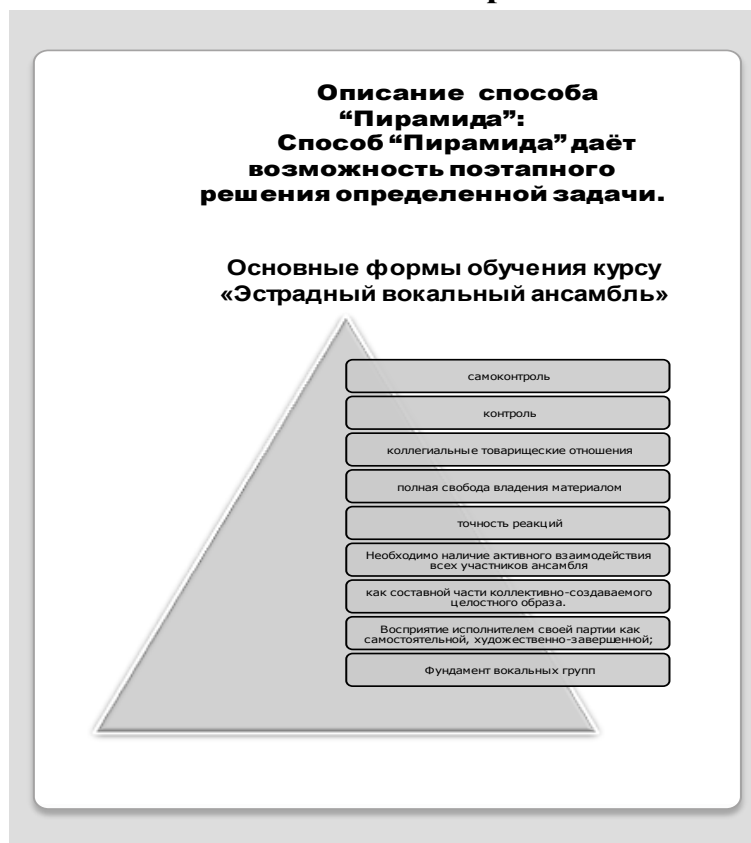 Описание способа
“Пирамида”:
Способ “Пирамида” даёт
возможность поэтапного
решения определенной задачи.
Основные формы обучения курсу
«Эстрадный вокальный ансамбль»
самоконтроль
контроль
коллегиальные товарищеские отношения
полная свобода владения материалом
точность реакций
Необходимо наличие активного взаимодействия
всех участников ансамбля
как составной части коллективно-создаваемого
целостного образа.
Восприятие исполнителем своей партии как
самостоятельной, художественно-завершенной;
Фундамент вокальных групп